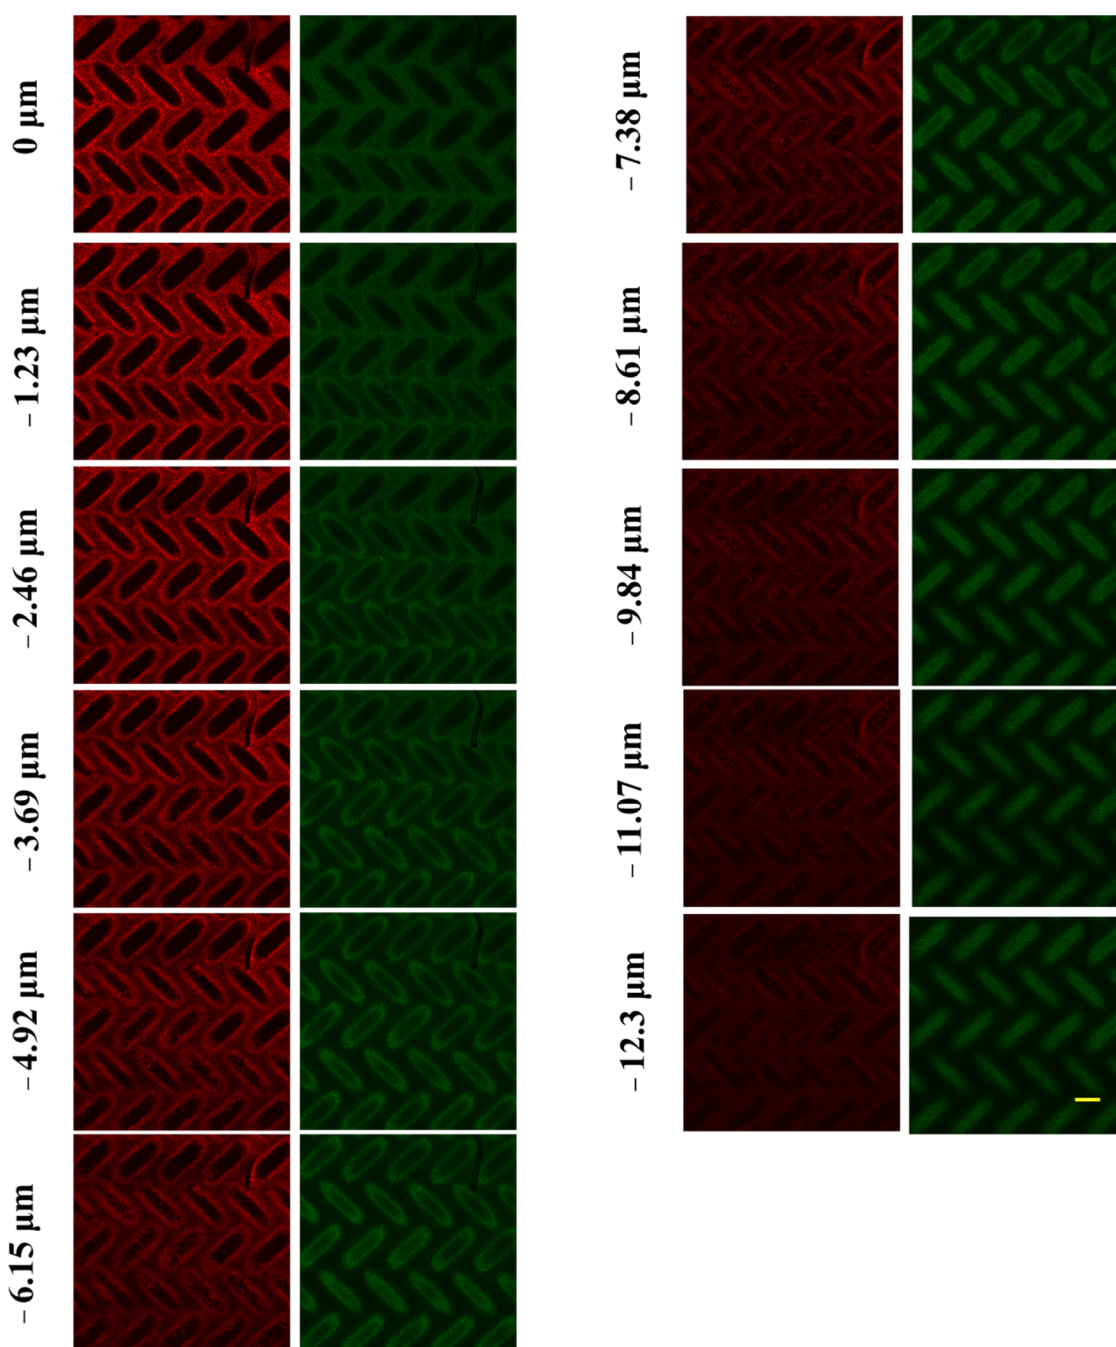 0 μm
– 1.23 μm
– 2.46 μm
– 3.69 μm
– 4.92 μm
– 6.15 μm
– 7.38 μm
– 8.61 μm
– 9.84 μm
– 11.07 μm
– 12.3 μm